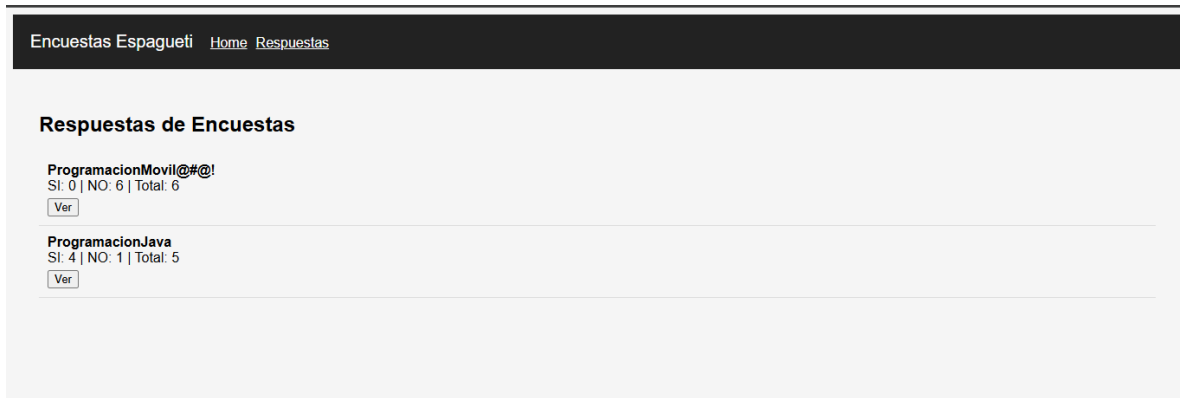 Encuestas Espagueti Home Respuestas
Respuestas de Encuestas
ProgramacionMovil@#@!
SI: 0 | NO: 6 | Total: 6
Ver
ProgramacionJava
SI: 4 | NO: 1 | Total: 5
Ver